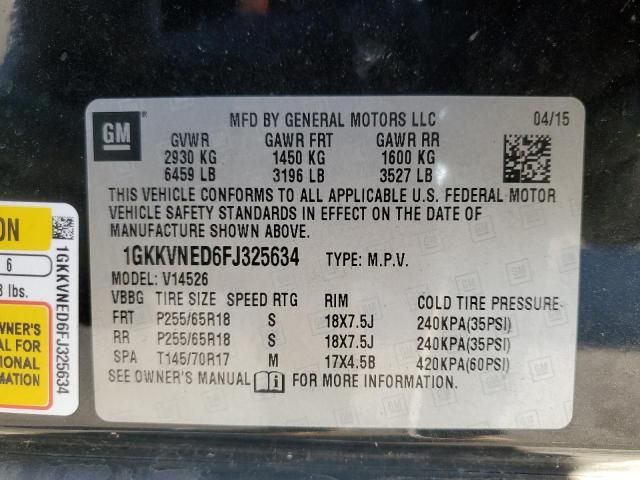 GM
MFD BY GENERAL MOTORS LLC 04/15
GVWR GAWR FRT GAWR RR
2930 KG 1450 KG 1600 KG
6459 LB 3196 LB 3527 LB
THIS VEHICLE CONFORMS TO ALL APPLICABLE U.S. FEDERAL MOTOR
VEHICLE SAFETY STANDARDS IN EFFECT ON THE DATE OF
MANUFACTURE SHOWN ABOVE.
1GKKVNED6FJ325634 TYPE: M.P.V.
MODEL: V14526
VBBG TIRE SIZE SPEED RTG RIM COLD TIRE PRESSURE
FRT P255/65R18 S 18X7.5J 240KPA(35PSI)
RR P255/65R18 S 18X7.5J 240KPA(35PSI)
SPA T145/70R17 M 17X4.5B 420KPA(60PSI)
SEE OWNER'S MANUAL i FOR MORE INFORMATION.
ON
6
lbs.
OWNER'S
AL FOR
IONAL
MATION
1GKKVNED6FJ325634